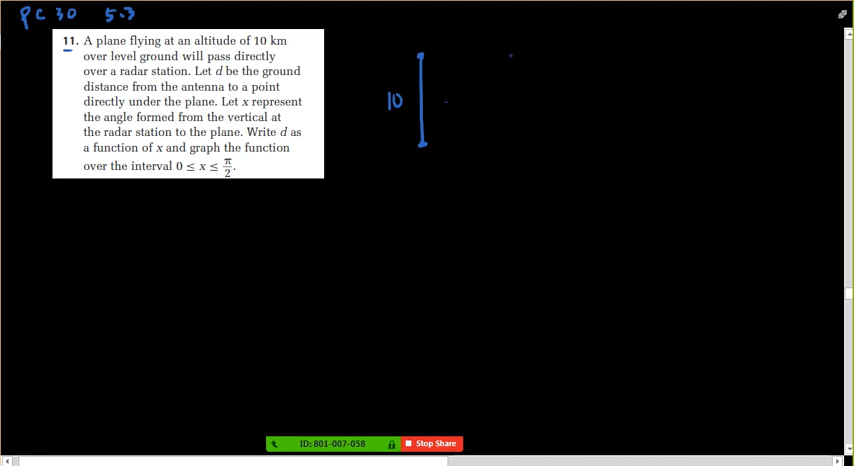 PC 30 5.3
11. A plane flying at an altitude of 10 km
over level ground will pass directly
over a radar station. Let d be the ground
distance from the antenna to a point
directly under the plane. Let x represent
the angle formed from the vertical at
the radar station to the plane. Write d as
a function of x and graph the function
over the interval 0 ≤ x ≤ π/2.
10
ID: 801-007-058 Stop Share